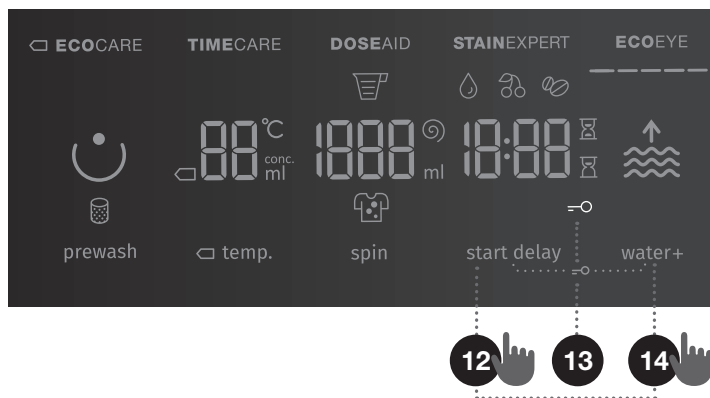 ECOCARE TIMECARE DOSEAID STAINEXPERT ECOEYE
88 °C 1888 18:88
conc.
ml ml
prewash temp. spin start delay water+
12 13 14